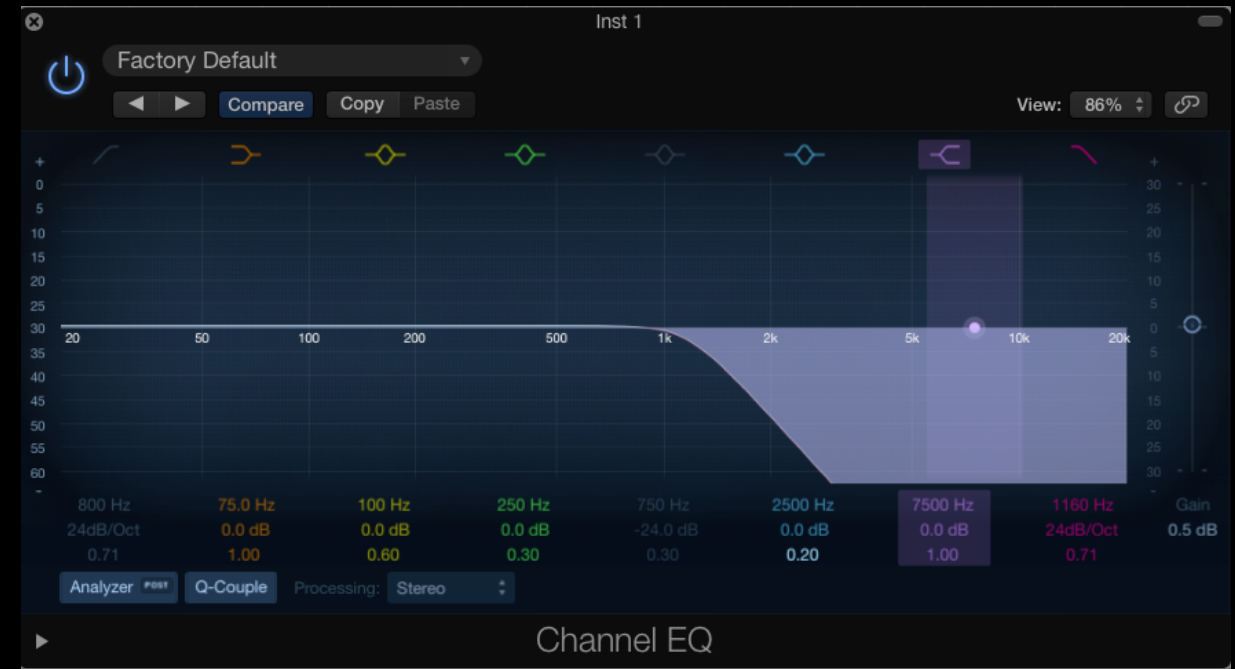 Inst 1
Factory Default
Compare Copy Paste
View: 86%
+ +
0 30
5 25
10 20
15 15
20 10
25 5
30 0
20 50 100 200 500 1k 2k 5k 10k 20k
35 5
40 10
45 15
50 20
55 25
60 30
- -
800 Hz 75.0 Hz 100 Hz 250 Hz 750 Hz 2500 Hz 7500 Hz 1160 Hz Gain
24dB/Oct 0.0 dB 0.0 dB 0.0 dB -24.0 dB 0.0 dB 0.0 dB 24dB/Oct 0.5 dB
0.71 1.00 0.60 0.30 0.30 0.20 1.00 0.71
Analyzer POST Q-Couple Processing: Stereo
Channel EQ